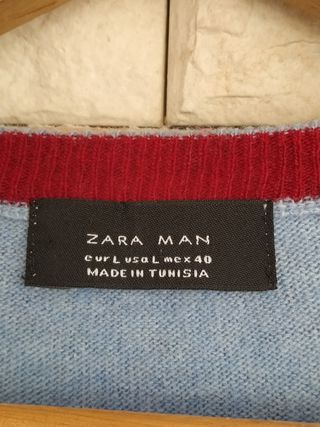 ZARA MAN
eur L usa L mex 40
MADE IN TUNISIA